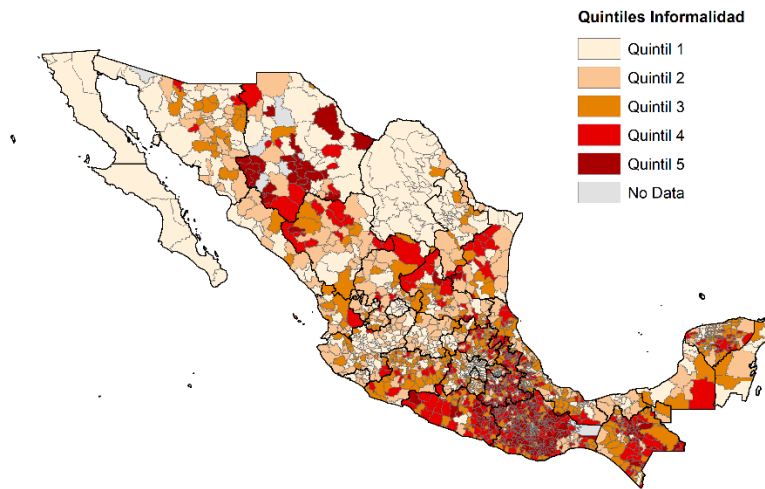 Quintiles Informalidad
Quintil 1
Quintil 2
Quintil 3
Quintil 4
Quintil 5
No Data